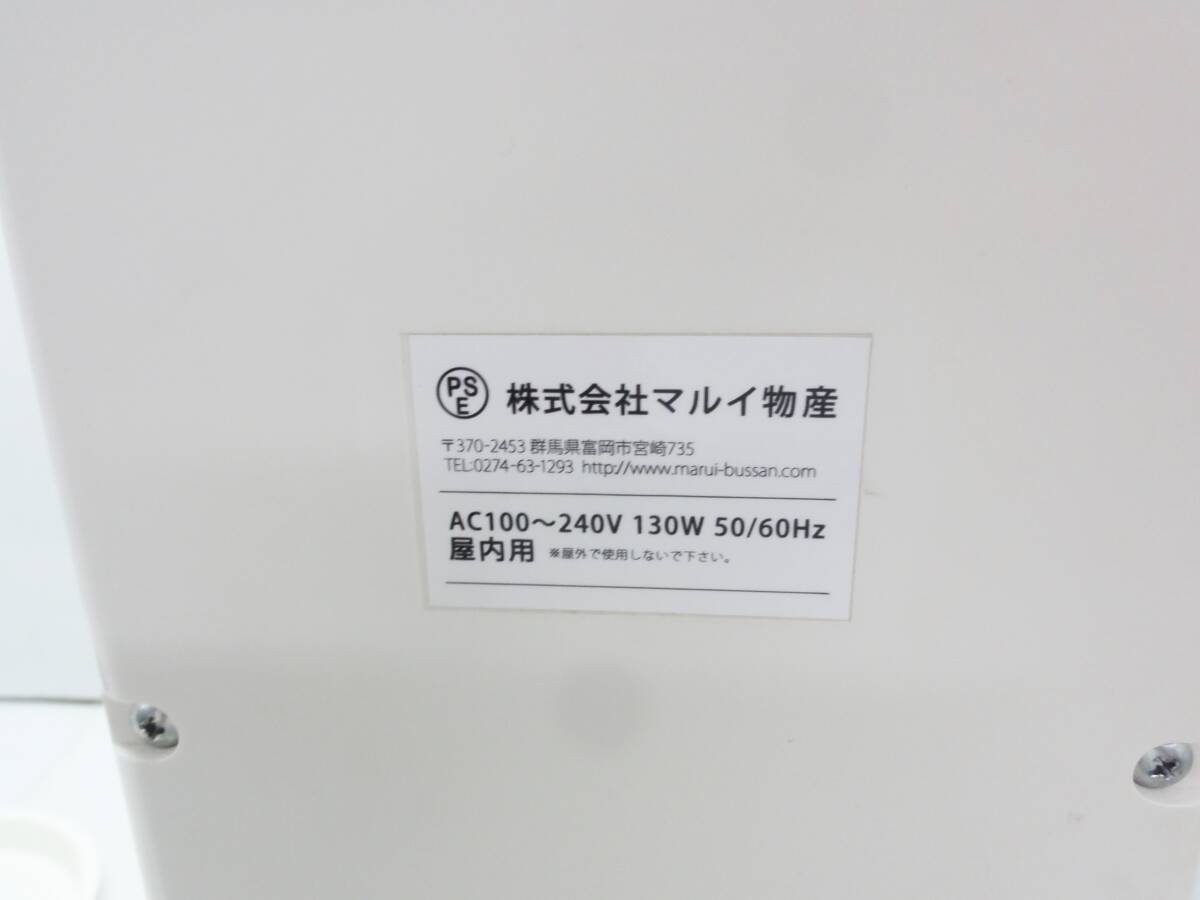 PSE 株式会社マルイ物産
〒370-2453 群馬県富岡市宮崎735
TEL:0274-63-1293 http://www.marui-bussan.com
AC100～240V 130W 50/60Hz
屋内用 ※屋外で使用しないで下さい。